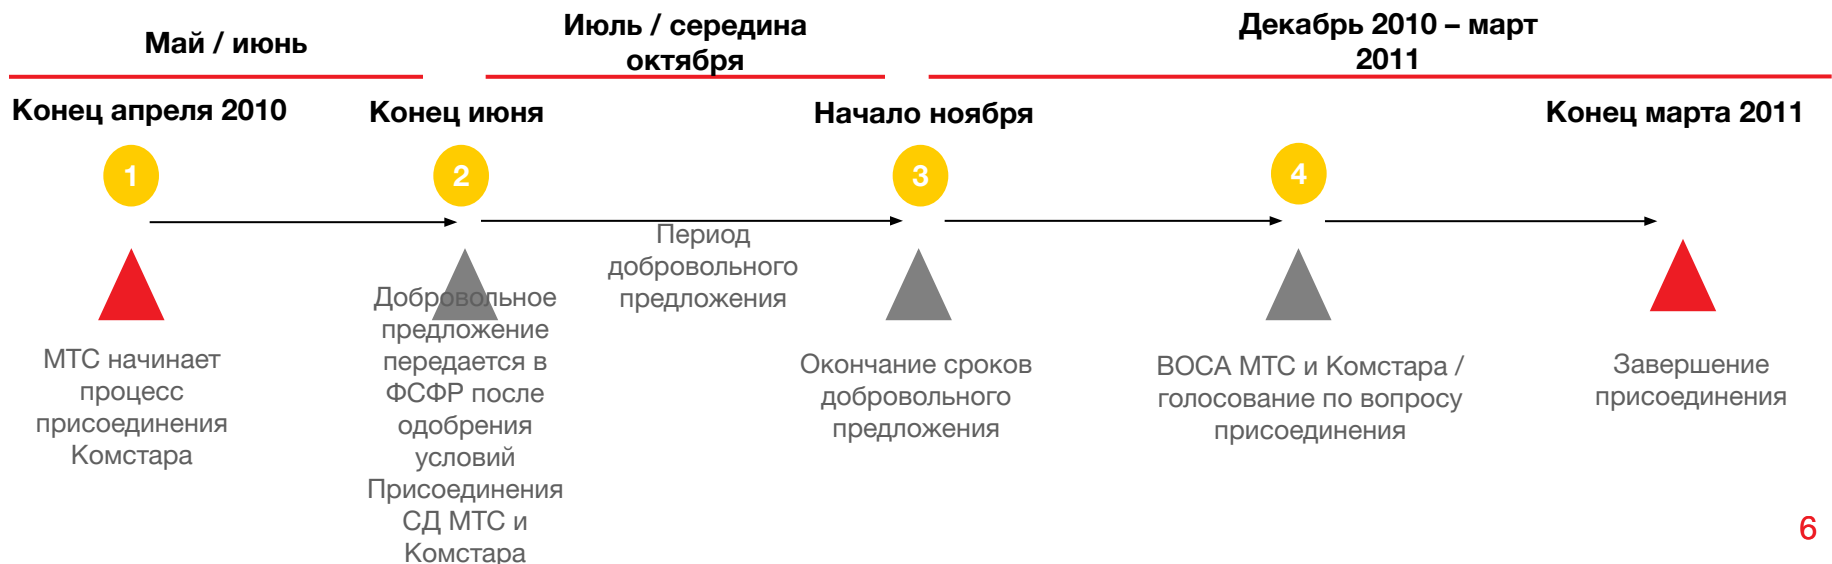 Май / июнь
Июль / середина
октября
Декабрь 2010 – март
2011
Конец апреля 2010
Конец июня
Начало ноября
Конец марта 2011
1
2
3
4
Период
добровольного
предложения
МТС начинает
процесс
присоединения
Комстара
Добровольное
предложение
передается в
ФСФР после
одобрения
условий
Присоединения
СД МТС и
Комстара
Окончание сроков
добровольного
предложения
ВОСА МТС и Комстара /
голосование по вопросу
присоединения
Завершение
присоединения
6